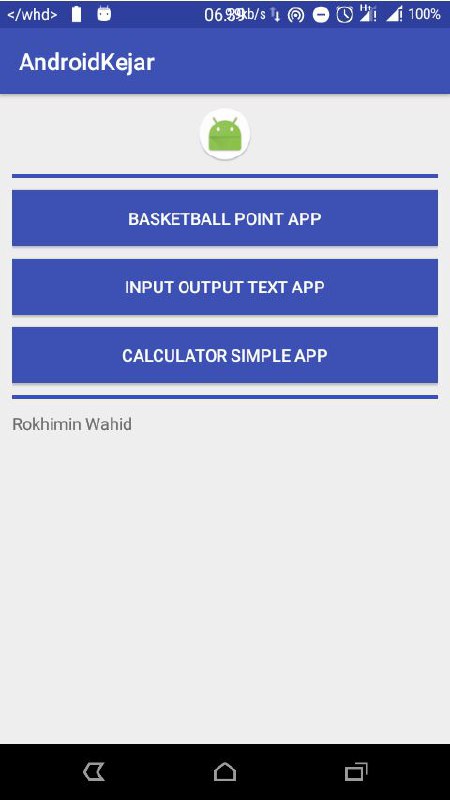 </whd> 06.39 kb/s H+ 100%
AndroidKejar
BASKETBALL POINT APP
INPUT OUTPUT TEXT APP
CALCULATOR SIMPLE APP
Rokhimin Wahid